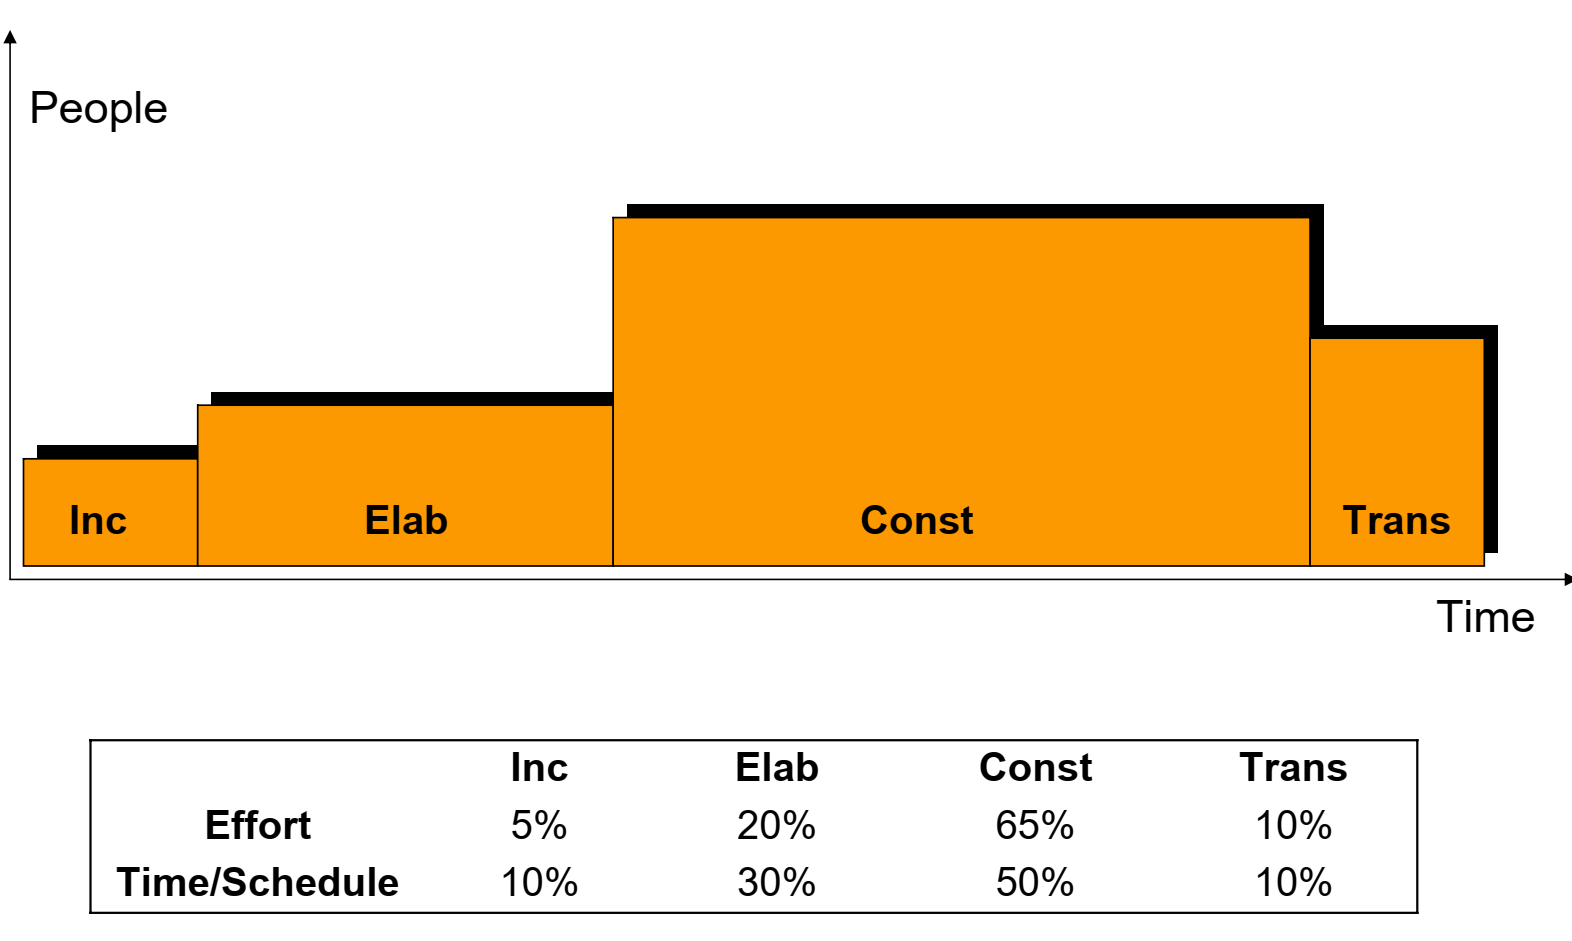 People
Inc Elab Const Trans
Time
Inc Elab Const Trans
Effort 5% 20% 65% 10%
Time/Schedule 10% 30% 50% 10%